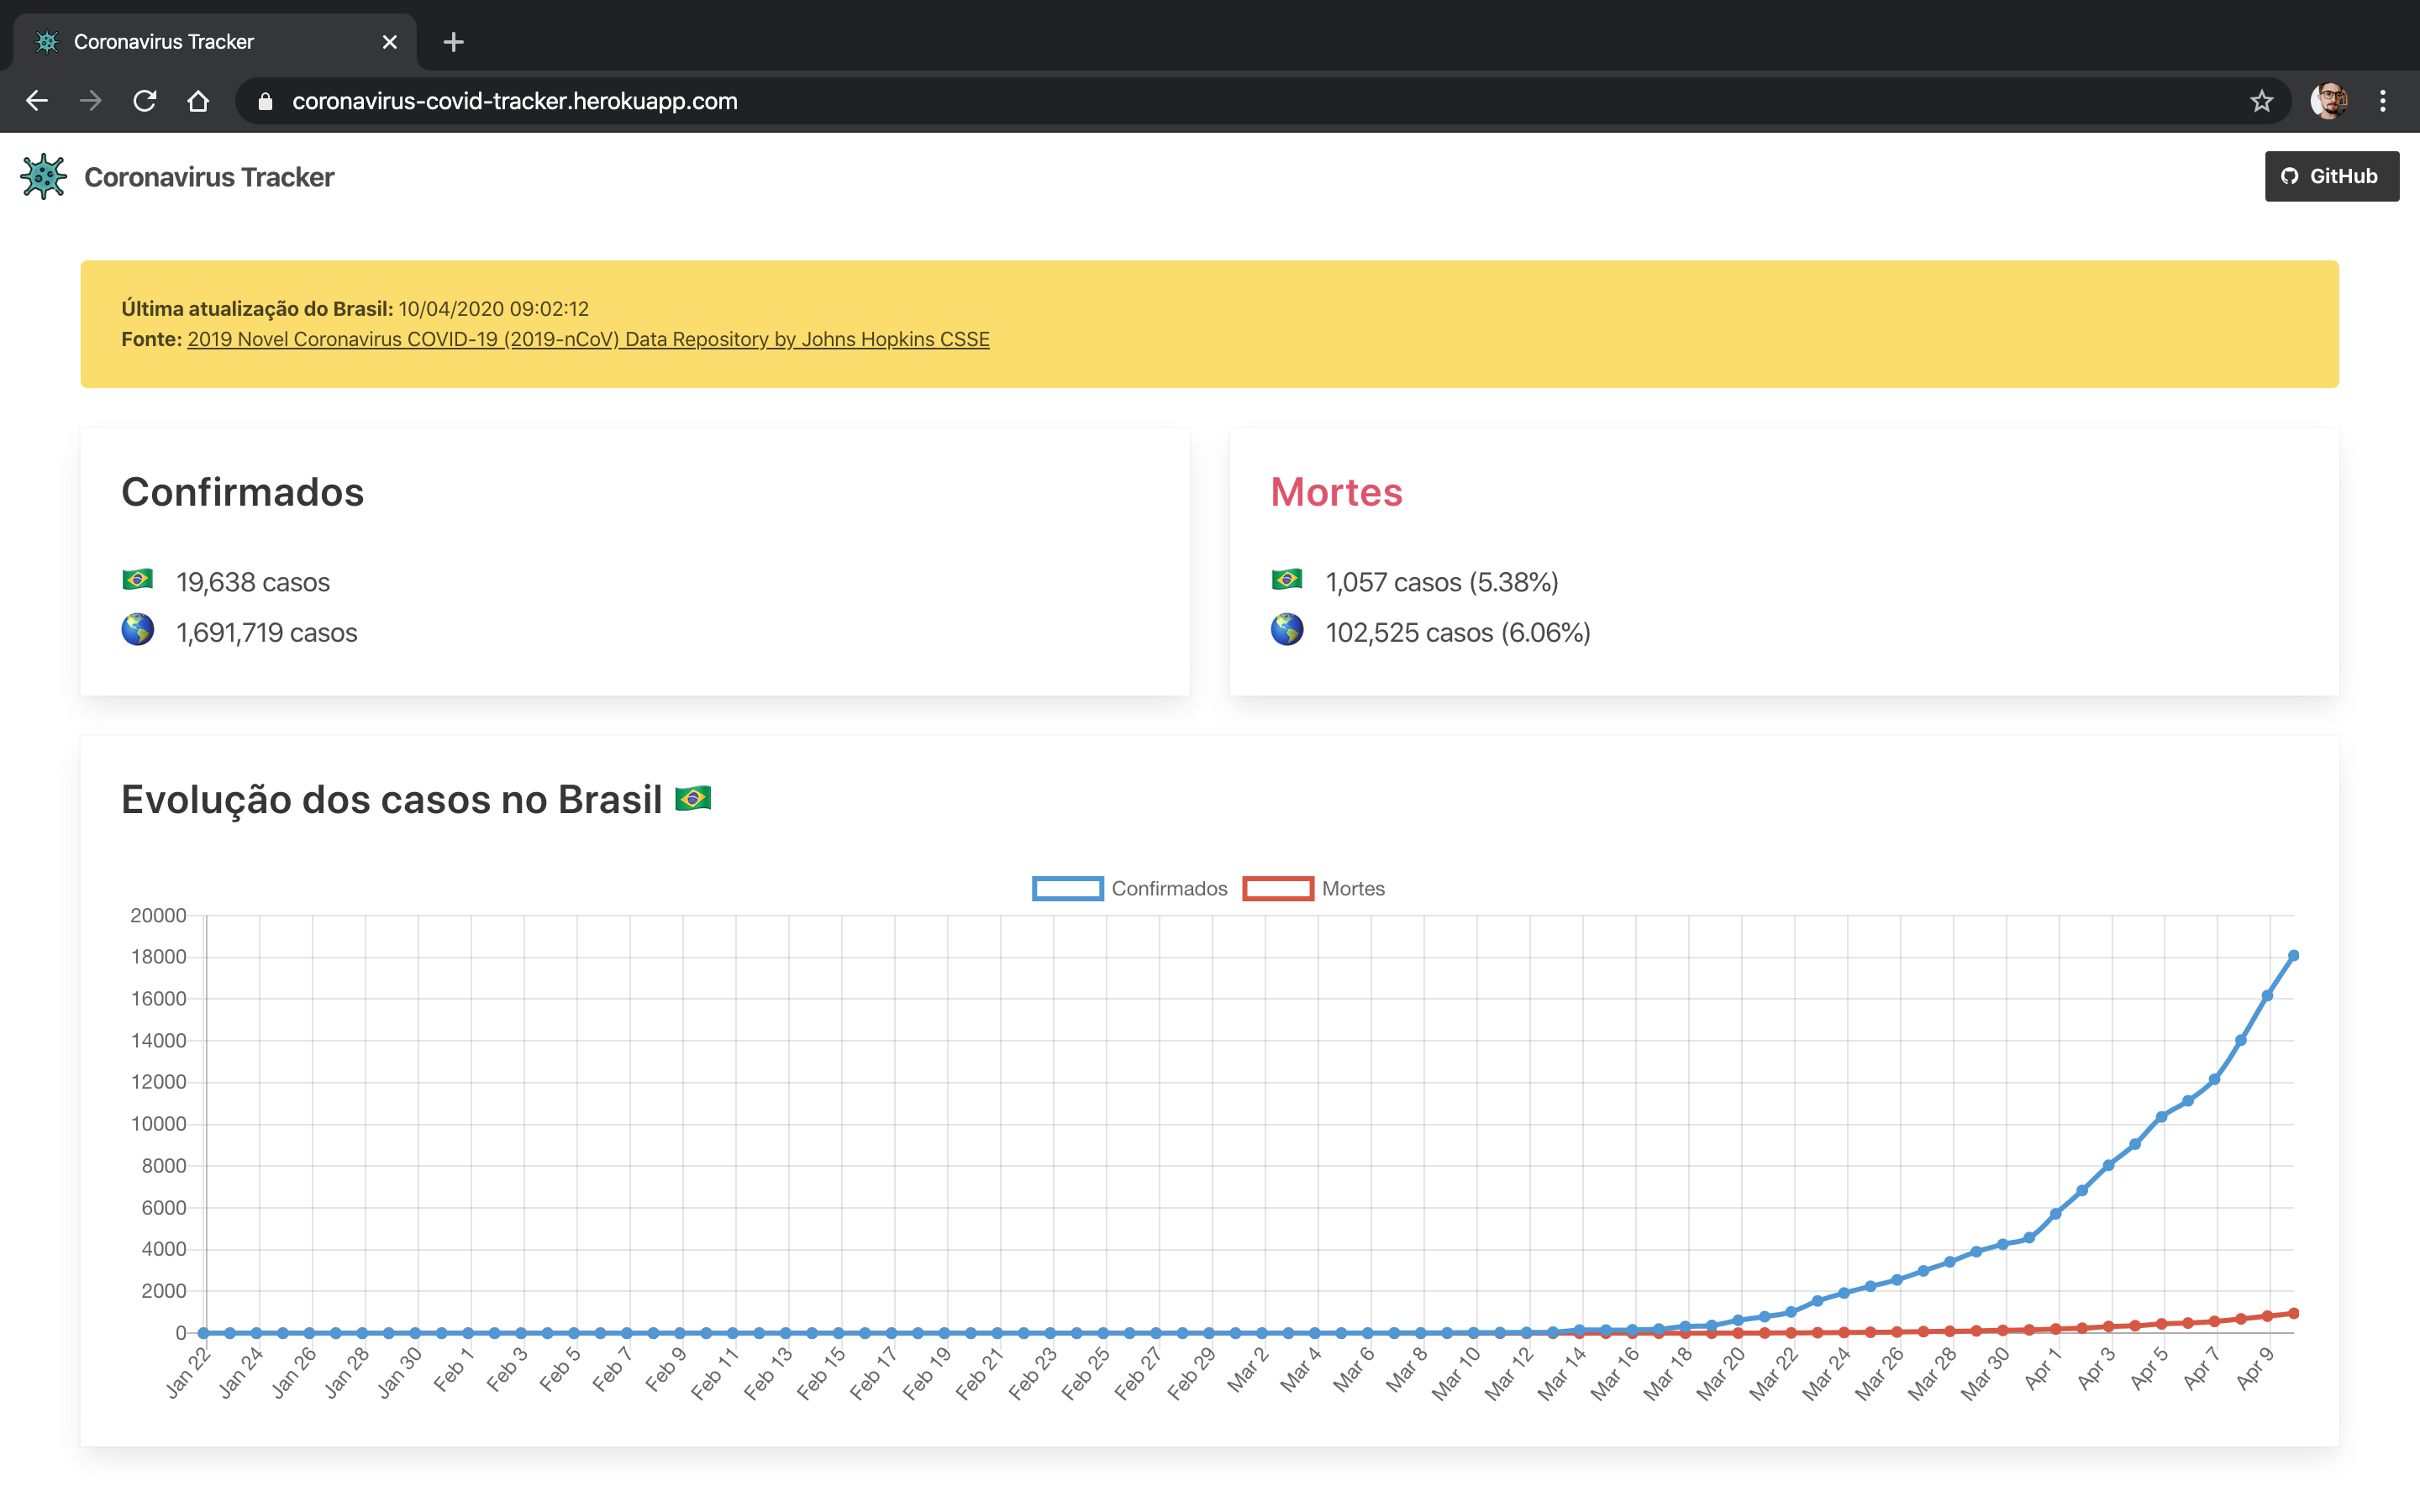 Coronavirus Tracker
coronavirus-covid-tracker.herokuapp.com
Coronavirus Tracker
GitHub
Última atualização do Brasil: 10/04/2020 09:02:12
Fonte: 2019 Novel Coronavirus COVID-19 (2019-nCoV) Data Repository by Johns Hopkins CSSE
Confirmados
19,638 casos
1,691,719 casos
Mortes
1,057 casos (5.38%)
102,525 casos (6.06%)
Evolução dos casos no Brasil
Confirmados Mortes
20000
18000
16000
14000
12000
10000
8000
6000
4000
2000
0
Jan 22 Jan 24 Jan 26 Jan 28 Jan 30 Feb 1 Feb 3 Feb 5 Feb 7 Feb 9 Feb 11 Feb 13 Feb 15 Feb 17 Feb 19 Feb 21 Feb 23 Feb 25 Feb 27 Feb 29 Mar 2 Mar 4 Mar 6 Mar 8 Mar 10 Mar 12 Mar 14 Mar 16 Mar 18 Mar 20 Mar 22 Mar 24 Mar 26 Mar 28 Mar 30 Apr 1 Apr 3 Apr 5 Apr 7 Apr 9